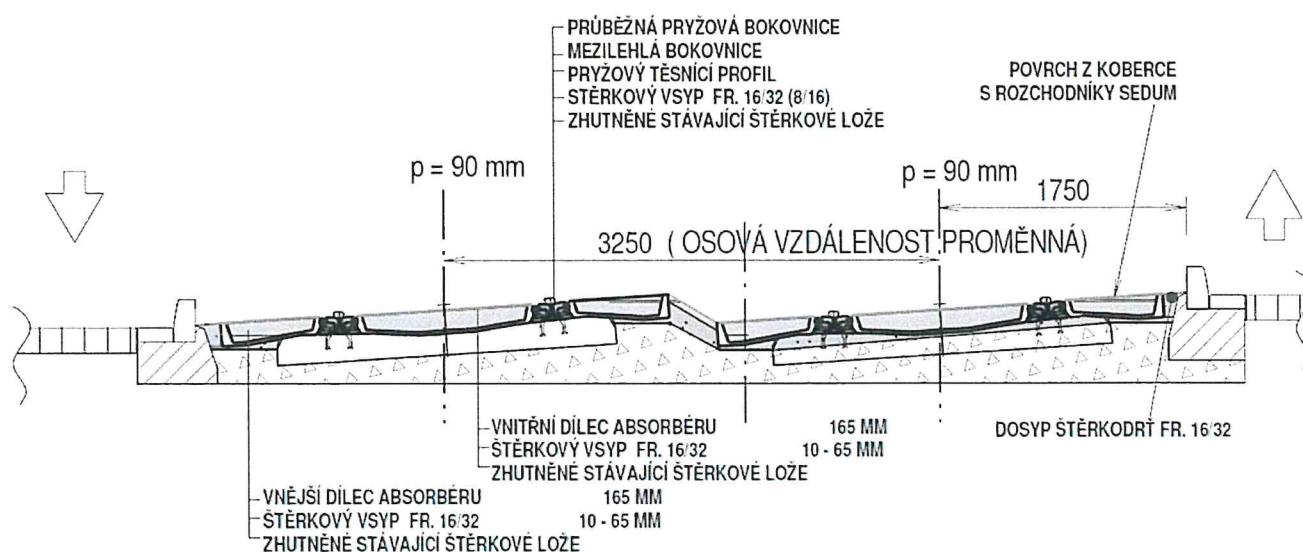 PRŮBĚŽNÁ PRYŽOVÁ BOKOVNICE
MEZILEHLÁ BOKOVNICE
PRYŽOVÝ TĚSNÍCÍ PROFIL
STĚRKOVÝ VSYP FR. 16/32 (8/16)
ZHUTNĚNÉ STÁVAJÍCÍ ŠTĚRKOVÉ LOŽE
POVRCH Z KOBERCE
S ROZCHODNÍKY SEDUM
p = 90 mm
p = 90 mm
1750
3250 ( OSOVÁ VZDÁLENOST PROMĚNNÁ)
VNITŘNÍ DÍLEC ABSORBÉRU 165 MM
ŠTĚRKOVÝ VSYP FR. 16/32 10 - 65 MM
ZHUTNĚNÉ STÁVAJÍCÍ ŠTĚRKOVÉ LOŽE
DOSYP ŠTĚRKODRŤ FR. 16/32
VNĚJŠÍ DÍLEC ABSORBÉRU 165 MM
ŠTĚRKOVÝ VSYP FR. 16/32 10 - 65 MM
ZHUTNĚNÉ STÁVAJÍCÍ ŠTĚRKOVÉ LOŽE